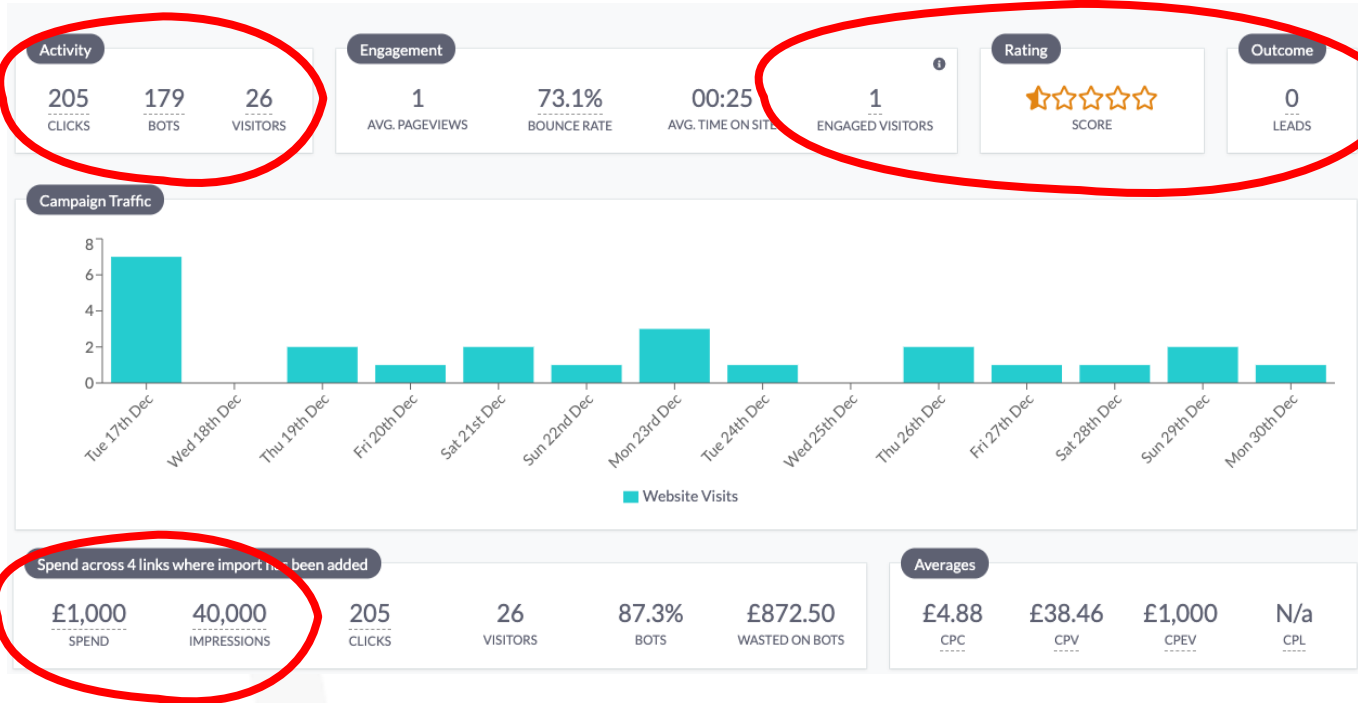 Activity
205 179 26
CLICKS BOTS VISITORS
Engagement
1 73.1% 00:25 1
AVG. PAGEVIEWS BOUNCE RATE AVG. TIME ON SITE ENGAGED VISITORS
Rating
SCORE
Outcome
0
LEADS
Campaign Traffic
8
6
4
2
0
Tue 17th Dec
Wed 18th Dec
Thu 19th Dec
Fri 20th Dec
Sat 21st Dec
Sun 22nd Dec
Mon 23rd Dec
Tue 24th Dec
Wed 25th Dec
Thu 26th Dec
Fri 27th Dec
Sat 28th Dec
Sun 29th Dec
Mon 30th Dec
Website Visits
Spend across 4 links where import has been added
£1,000 40,000 205 26 87.3% £872.50
SPEND IMPRESSIONS CLICKS VISITORS BOTS WASTED ON BOTS
Averages
£4.88 £38.46 £1,000 N/a
CPC CPV CPEV CPL